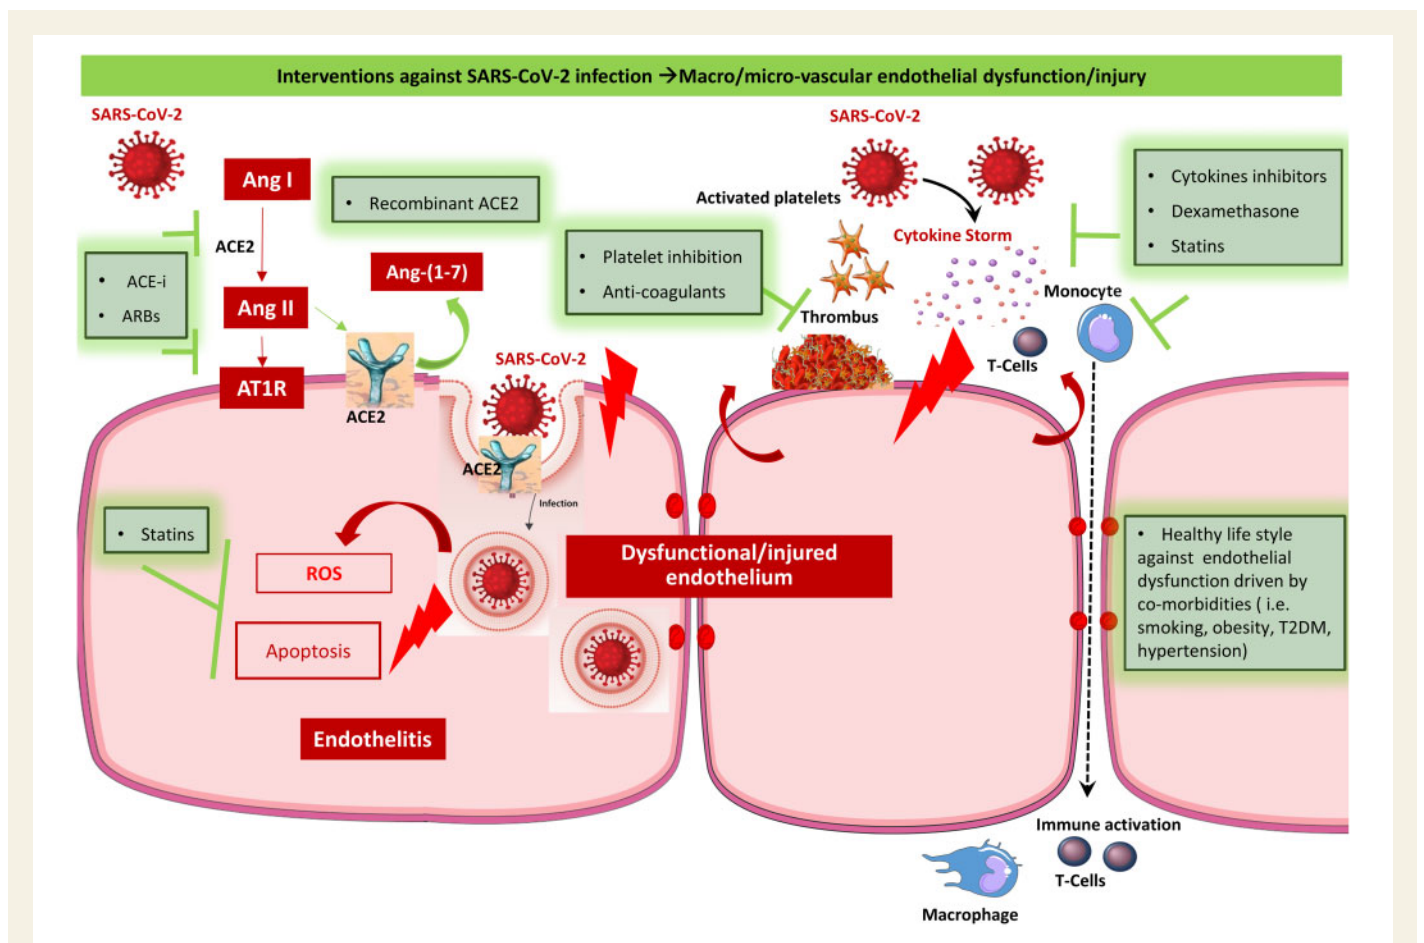 Interventions against SARS-CoV-2 infection →Macro/micro-vascular endothelial dysfunction/injury
SARS-CoV-2
Ang I
ACE2
• ACE-i
• ARBs
Ang II
AT1R
• Recombinant ACE2
Ang-(1-7)
ACE2
SARS-CoV-2
ACE2
Infection
• Statins
ROS
Apoptosis
Endothelitis
• Platelet inhibition
• Anti-coagulants
Activated platelets
Thrombus
SARS-CoV-2
Cytokine Storm
Monocyte
T-Cells
• Cytokines inhibitors
• Dexamethasone
• Statins
Dysfunctional/injured
endothelium
• Healthy life style
against endothelial
dysfunction driven by
co-morbidities ( i.e.
smoking, obesity, T2DM,
hypertension)
Immune activation
T-Cells
Macrophage